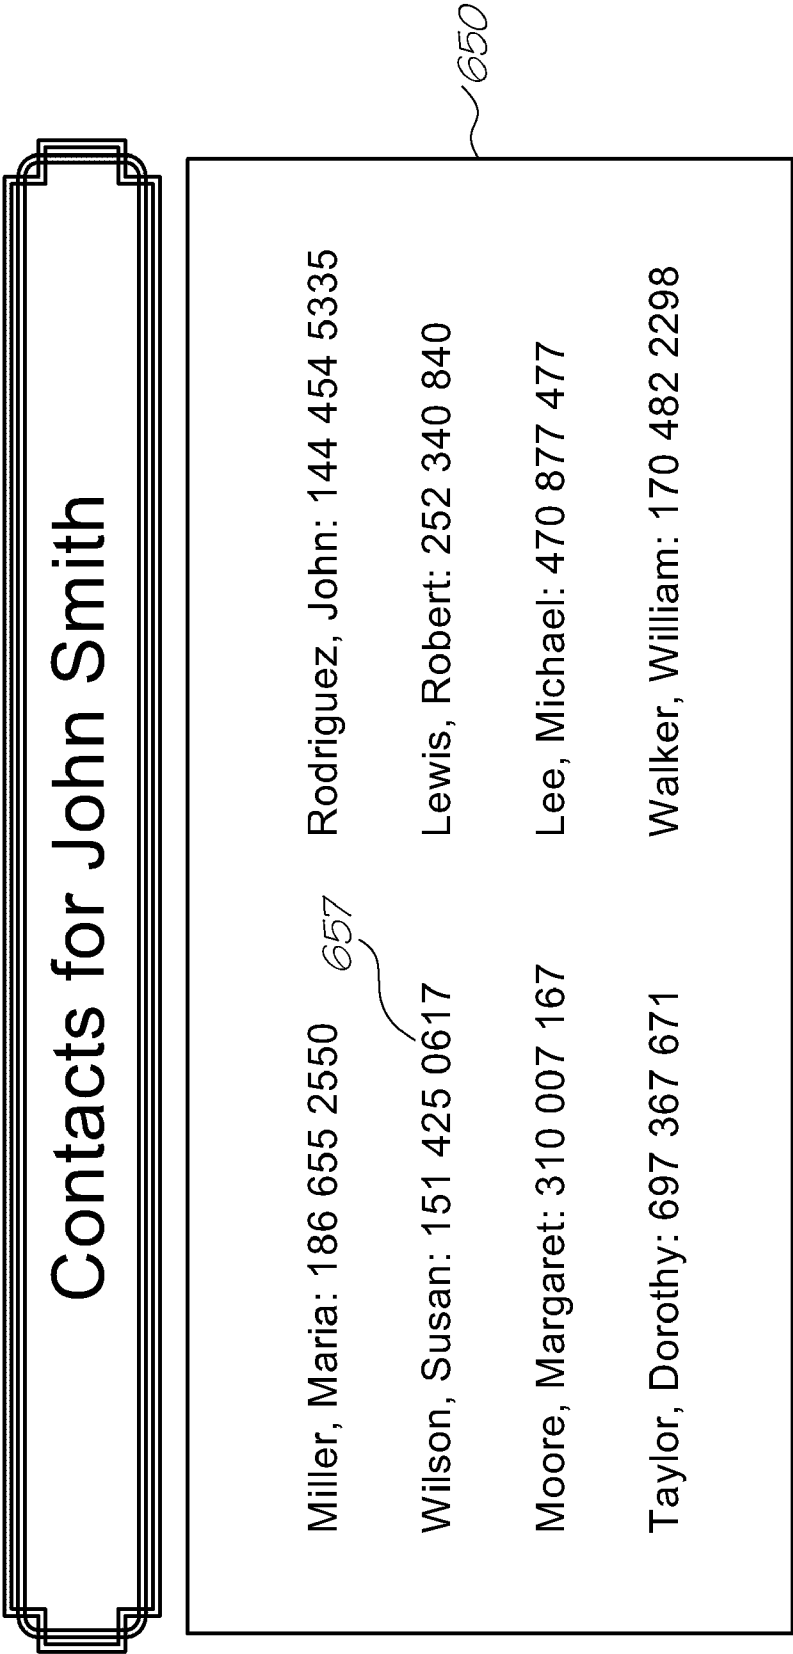 Contacts for John Smith
650
Miller, Maria: 186 655 2550
657
Wilson, Susan: 151 425 0617
Moore, Margaret: 310 007 167
Taylor, Dorothy: 697 367 671
Rodriguez, John: 144 454 5335
Lewis, Robert: 252 340 840
Lee, Michael: 470 877 477
Walker, William: 170 482 2298